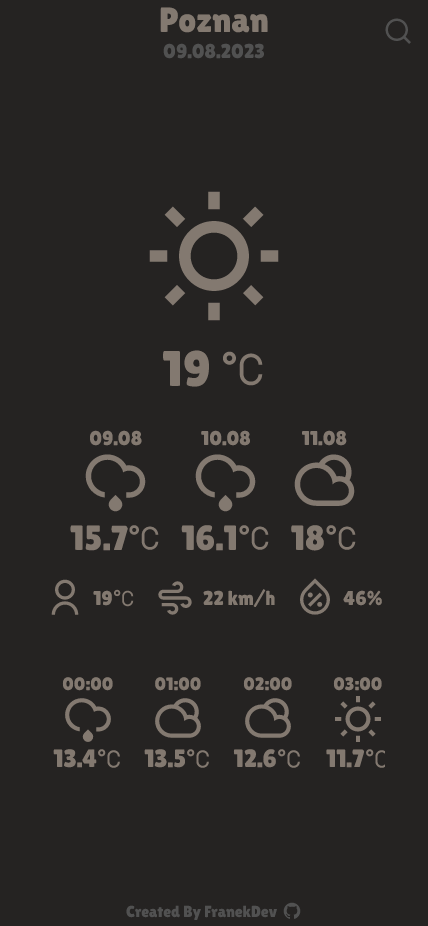 Poznan
09.08.2023
19 °C
09.08 10.08 11.08
15.7°C 16.1°C 18°C
19°C 22 km/h 46%
00:00 01:00 02:00 03:00
13.4°C 13.5°C 12.6°C 11.7°C
Created By FranekDev